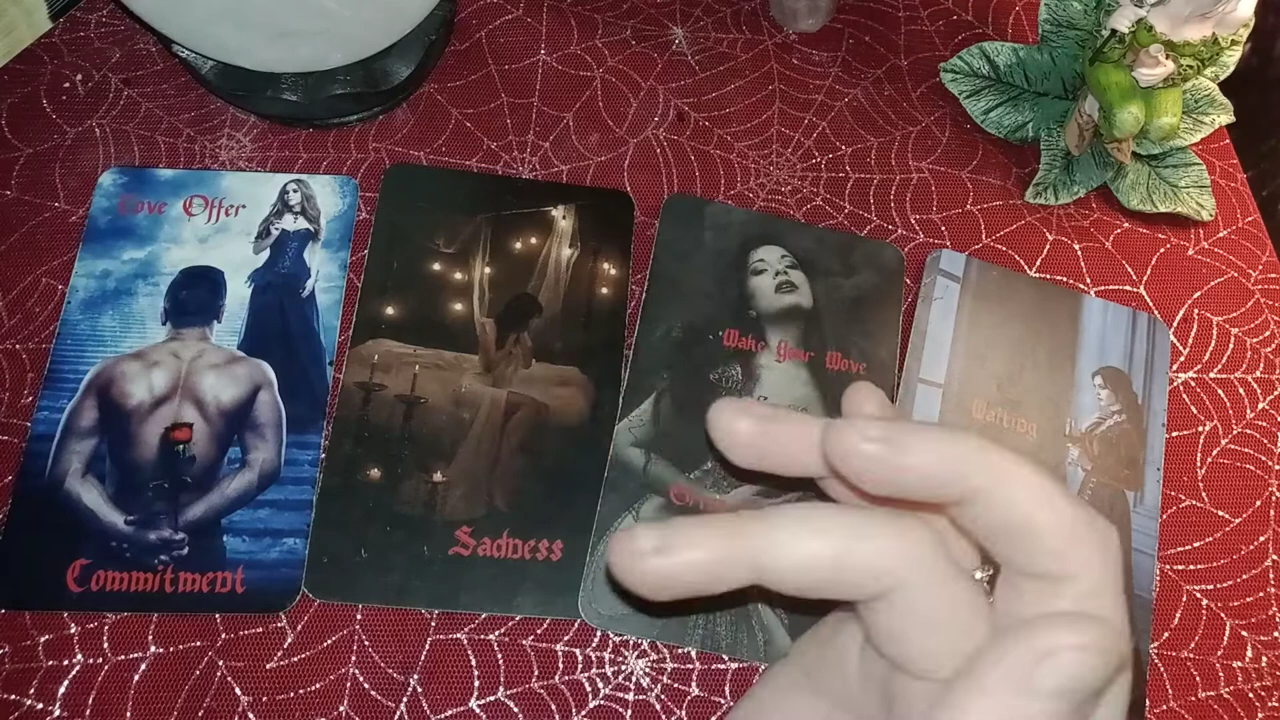 Love Offer
Commitment
Sadness
Make Your Move
Waiting